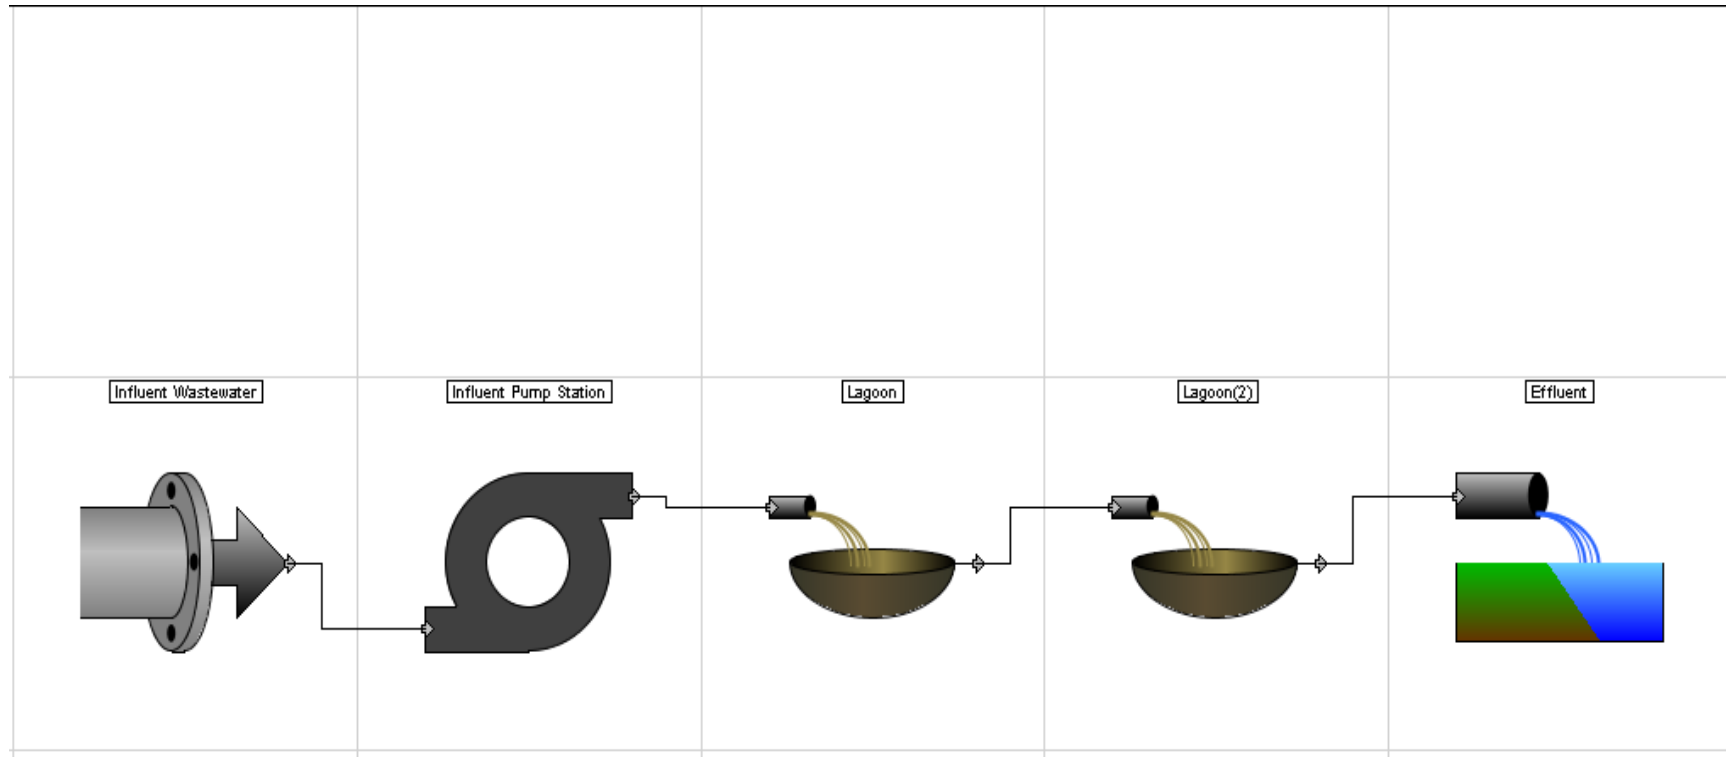 Influent Wastewater
Influent Pump Station
Lagoon
Lagoon(2)
Effluent